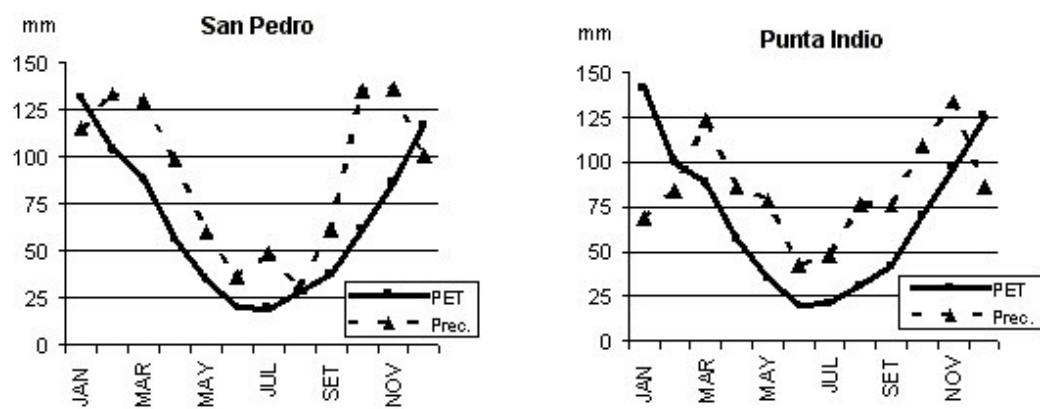 San Pedro
mm
150
125
100
75
50
25
0
JAN
MAR
MAY
JUL
SET
NOV
PET
Prec.
Punta Indio
mm
150
125
100
75
50
25
0
JAN
MAR
MAY
JUL
SET
NOV
PET
Prec.